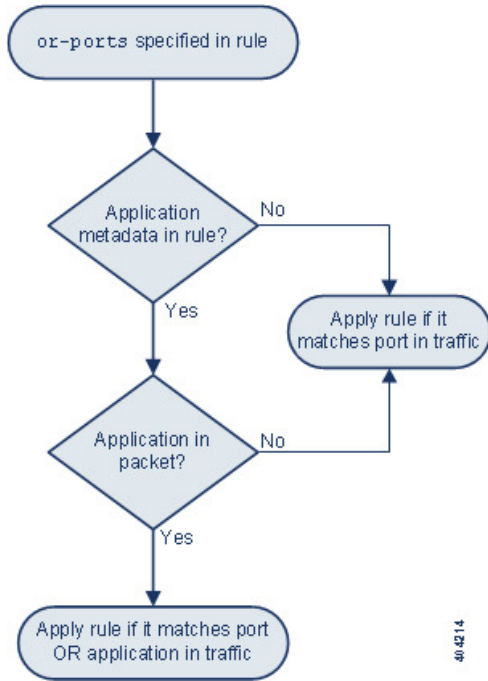 or-ports specified in rule
Application
metadata in rule?
No
Yes
Apply rule if it
matches port in traffic
Application in
packet?
No
Yes
Apply rule if it matches port
OR application in traffic
404214